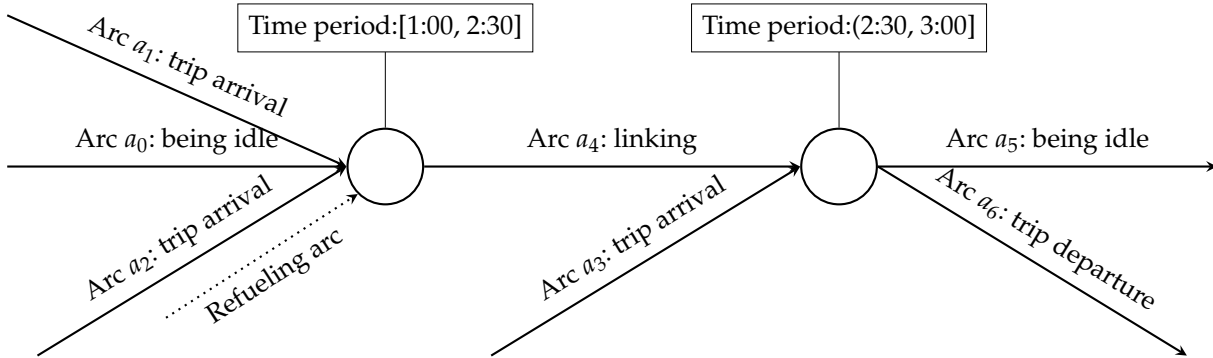 Time period:[1:00, 2:30]
Time period:(2:30, 3:00]
Arc a1: trip arrival
Arc a0: being idle
Arc a4: linking
Arc a5: being idle
Arc a2: trip arrival
Refueling arc
Arc a3: trip arrival
Arc a6: trip departure